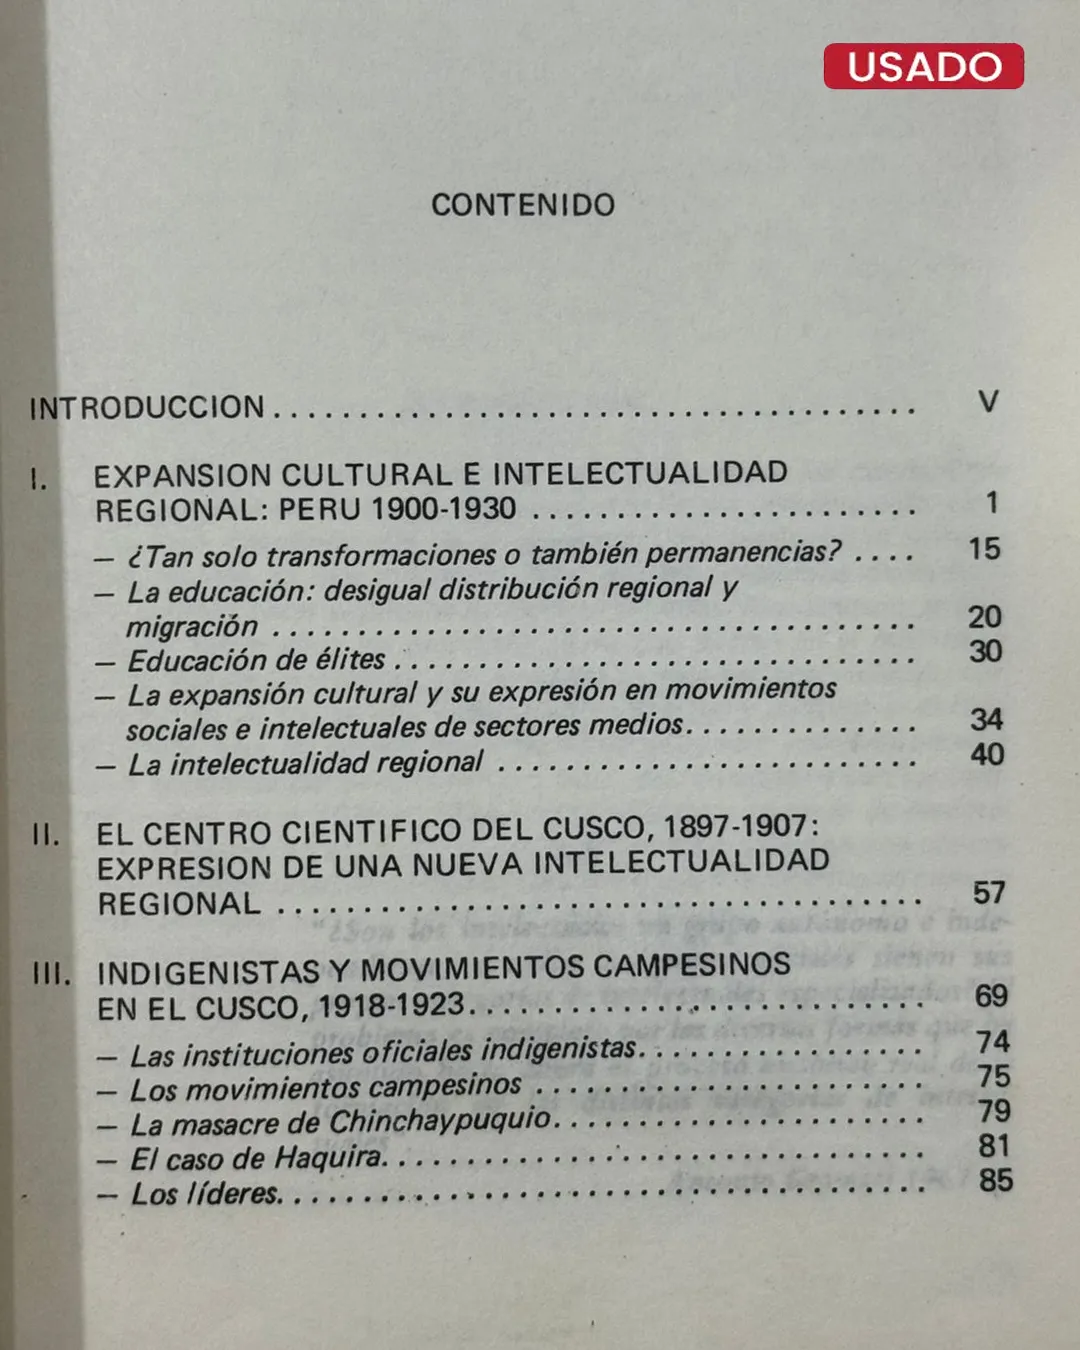 USADO
CONTENIDO
INTRODUCCION ....................................... V
I. EXPANSION CULTURAL E INTELECTUALIDAD
REGIONAL: PERU 1900-1930 ....................... 1
— ¿Tan solo transformaciones o también permanencias? .... 15
— La educación: desigual distribución regional y
migración ...................................... 20
— Educación de élites ............................... 30
— La expansión cultural y su expresión en movimientos
sociales e intelectuales de sectores medios. ............. 34
— La intelectualidad regional ......................... 40
II. EL CENTRO CIENTIFICO DEL CUSCO, 1897-1907:
EXPRESION DE UNA NUEVA INTELECTUALIDAD
REGIONAL ...................................... 57
III. INDIGENISTAS Y MOVIMIENTOS CAMPESINOS
EN EL CUSCO, 1918-1923. .......................... 69
— Las instituciones oficiales indigenistas. ................ 74
— Los movimientos campesinos ....................... 75
— La masacre de Chinchaypuquio. ..................... 79
— El caso de Haquira. ............................... 81
— Los líderes. ..................................... 85